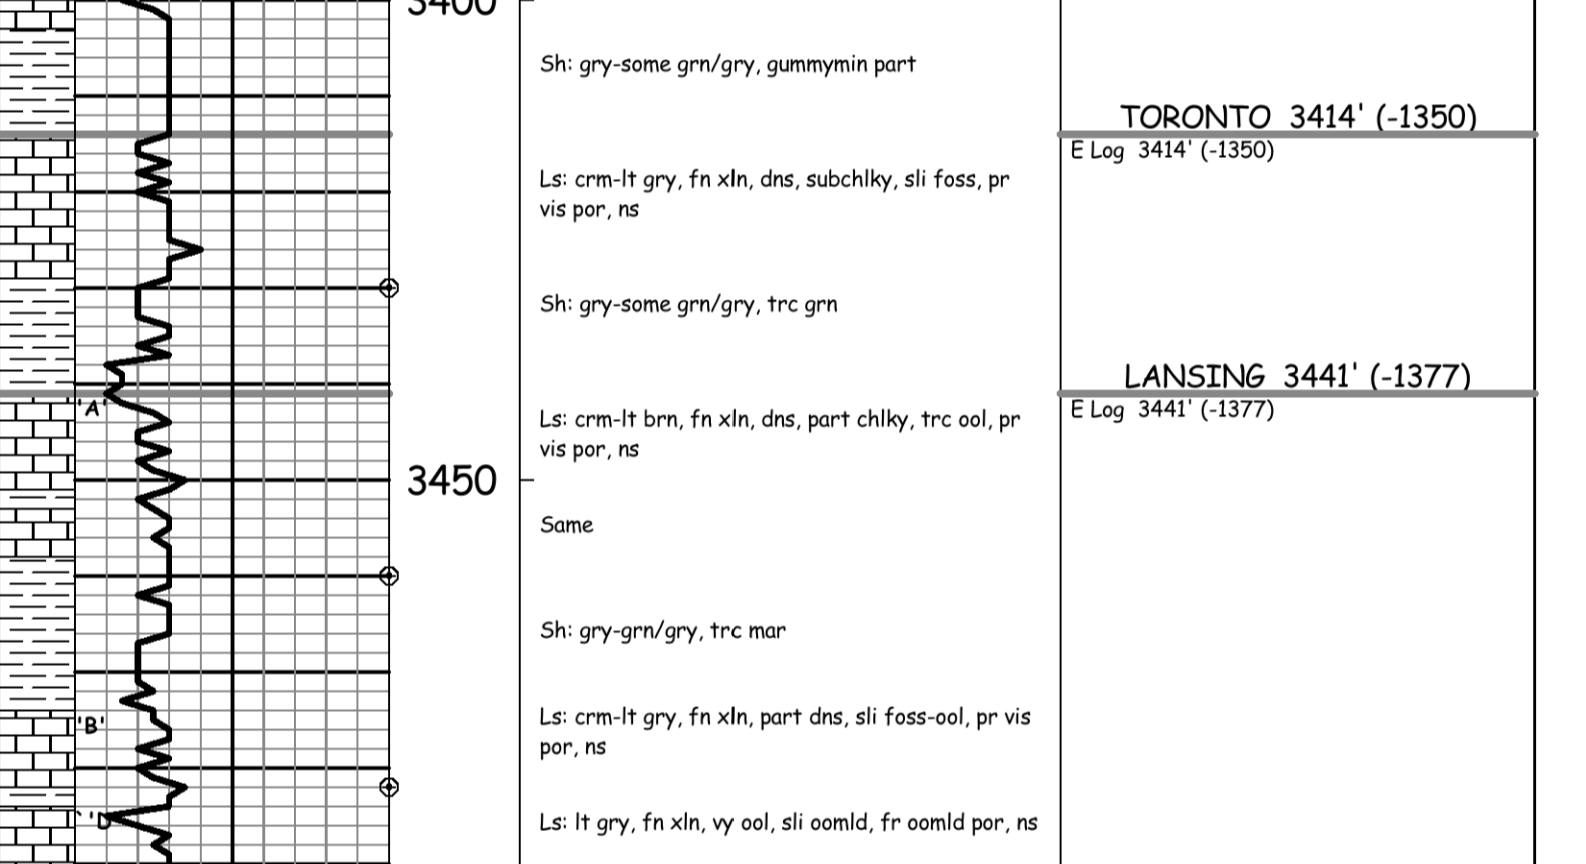 3400
Sh: gry-some grn/gry, gummymin part
TORONTO 3414' (-1350)
E Log 3414' (-1350)
Ls: crm-lt gry, fn xln, dns, subchlky, sli foss, pr
vis por, ns
Sh: gry-some grn/gry, trc grn
LANSING 3441' (-1377)
'A'
E Log 3441' (-1377)
Ls: crm-lt brn, fn xln, dns, part chlky, trc ool, pr
vis por, ns
3450
Same
Sh: gry-grn/gry, trc mar
'B'
Ls: crm-lt gry, fn xln, part dns, sli foss-ool, pr vis
por, ns
'D
Ls: lt gry, fn xln, vy ool, sli oomld, fr oomld por, ns